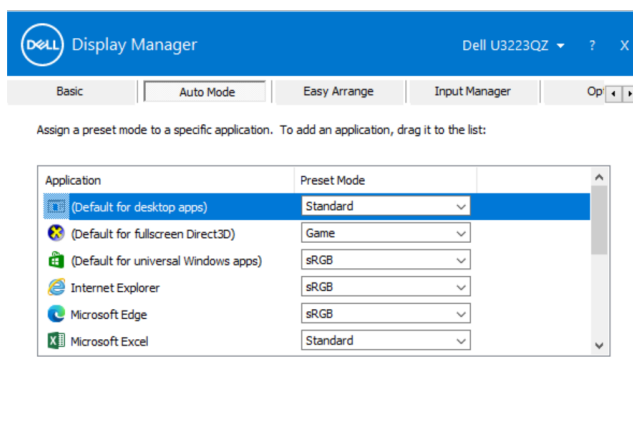 DELL Display Manager Dell U3223QZ ? X
Basic Auto Mode Easy Arrange Input Manager
Assign a preset mode to a specific application. To add an application, drag it to the list:
Application Preset Mode
(Default for desktop apps) Standard
(Default for fullscreen Direct3D) Game
(Default for universal Windows apps) sRGB
Internet Explorer sRGB
Microsoft Edge sRGB
Microsoft Excel Standard